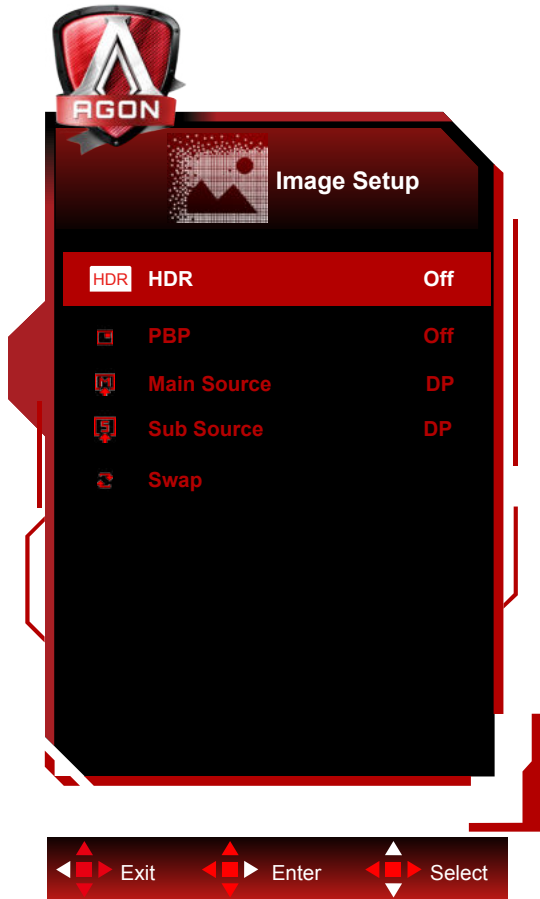 AGON
Image Setup
HDR HDR Off
PBP Off
M Main Source DP
S Sub Source DP
Swap
Exit Enter Select